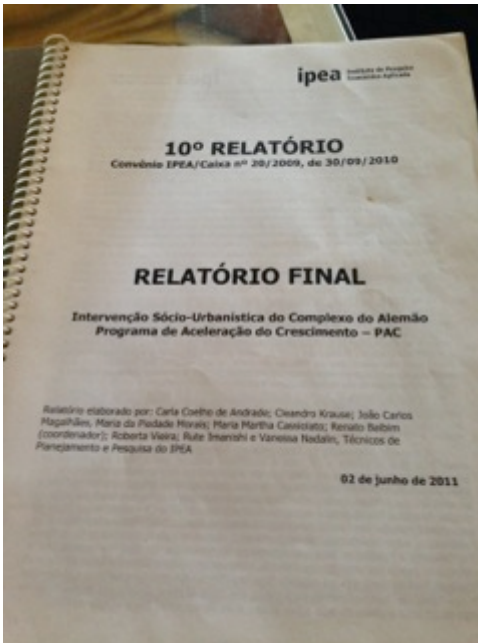 ipea Instituto de Pesquisa
Econômica Aplicada
10º RELATÓRIO
Convênio IPEA/Caixa nº 20/2009, de 30/09/2010
RELATÓRIO FINAL
Intervenção Sócio-Urbanística do Complexo do Alemão
Programa de Aceleração do Crescimento – PAC
Relatório elaborado por: Carla Coelho de Andrade; Cleandro Krause; João Carlos
Magalhães, Maria da Piedade Morais; Maria Martha Cassiolato; Renato Balbim
(coordenador); Roberta Vieira; Rute Imanishi e Vanessa Nadalin, Técnicos de
Planejamento e Pesquisa do IPEA
02 de junho de 2011